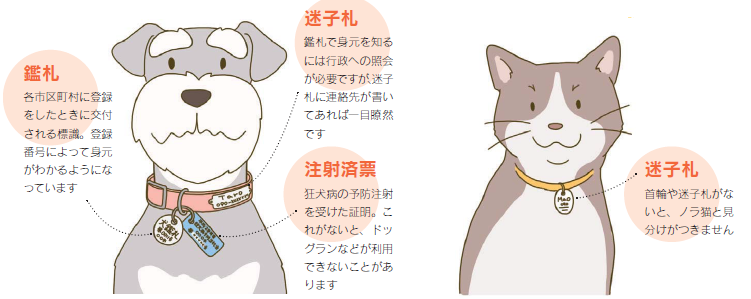 鑑札
各市区町村に登録
をしたときに交付
される標識。登録
番号によって身元
がわかるようにな
っています
迷子札
鑑札で身元を知る
には行政への照会
が必要ですが,迷子
札に連絡先が書い
てあれば一目瞭然
です
注射済票
狂犬病の予防注射
を受けた証明。こ
れがないと、ドッ
グランなどが利用
できないことがあ
ります
Taro
迷子札
首輪や迷子札がな
いと、ノラ猫と見
分けがつきません
Mao